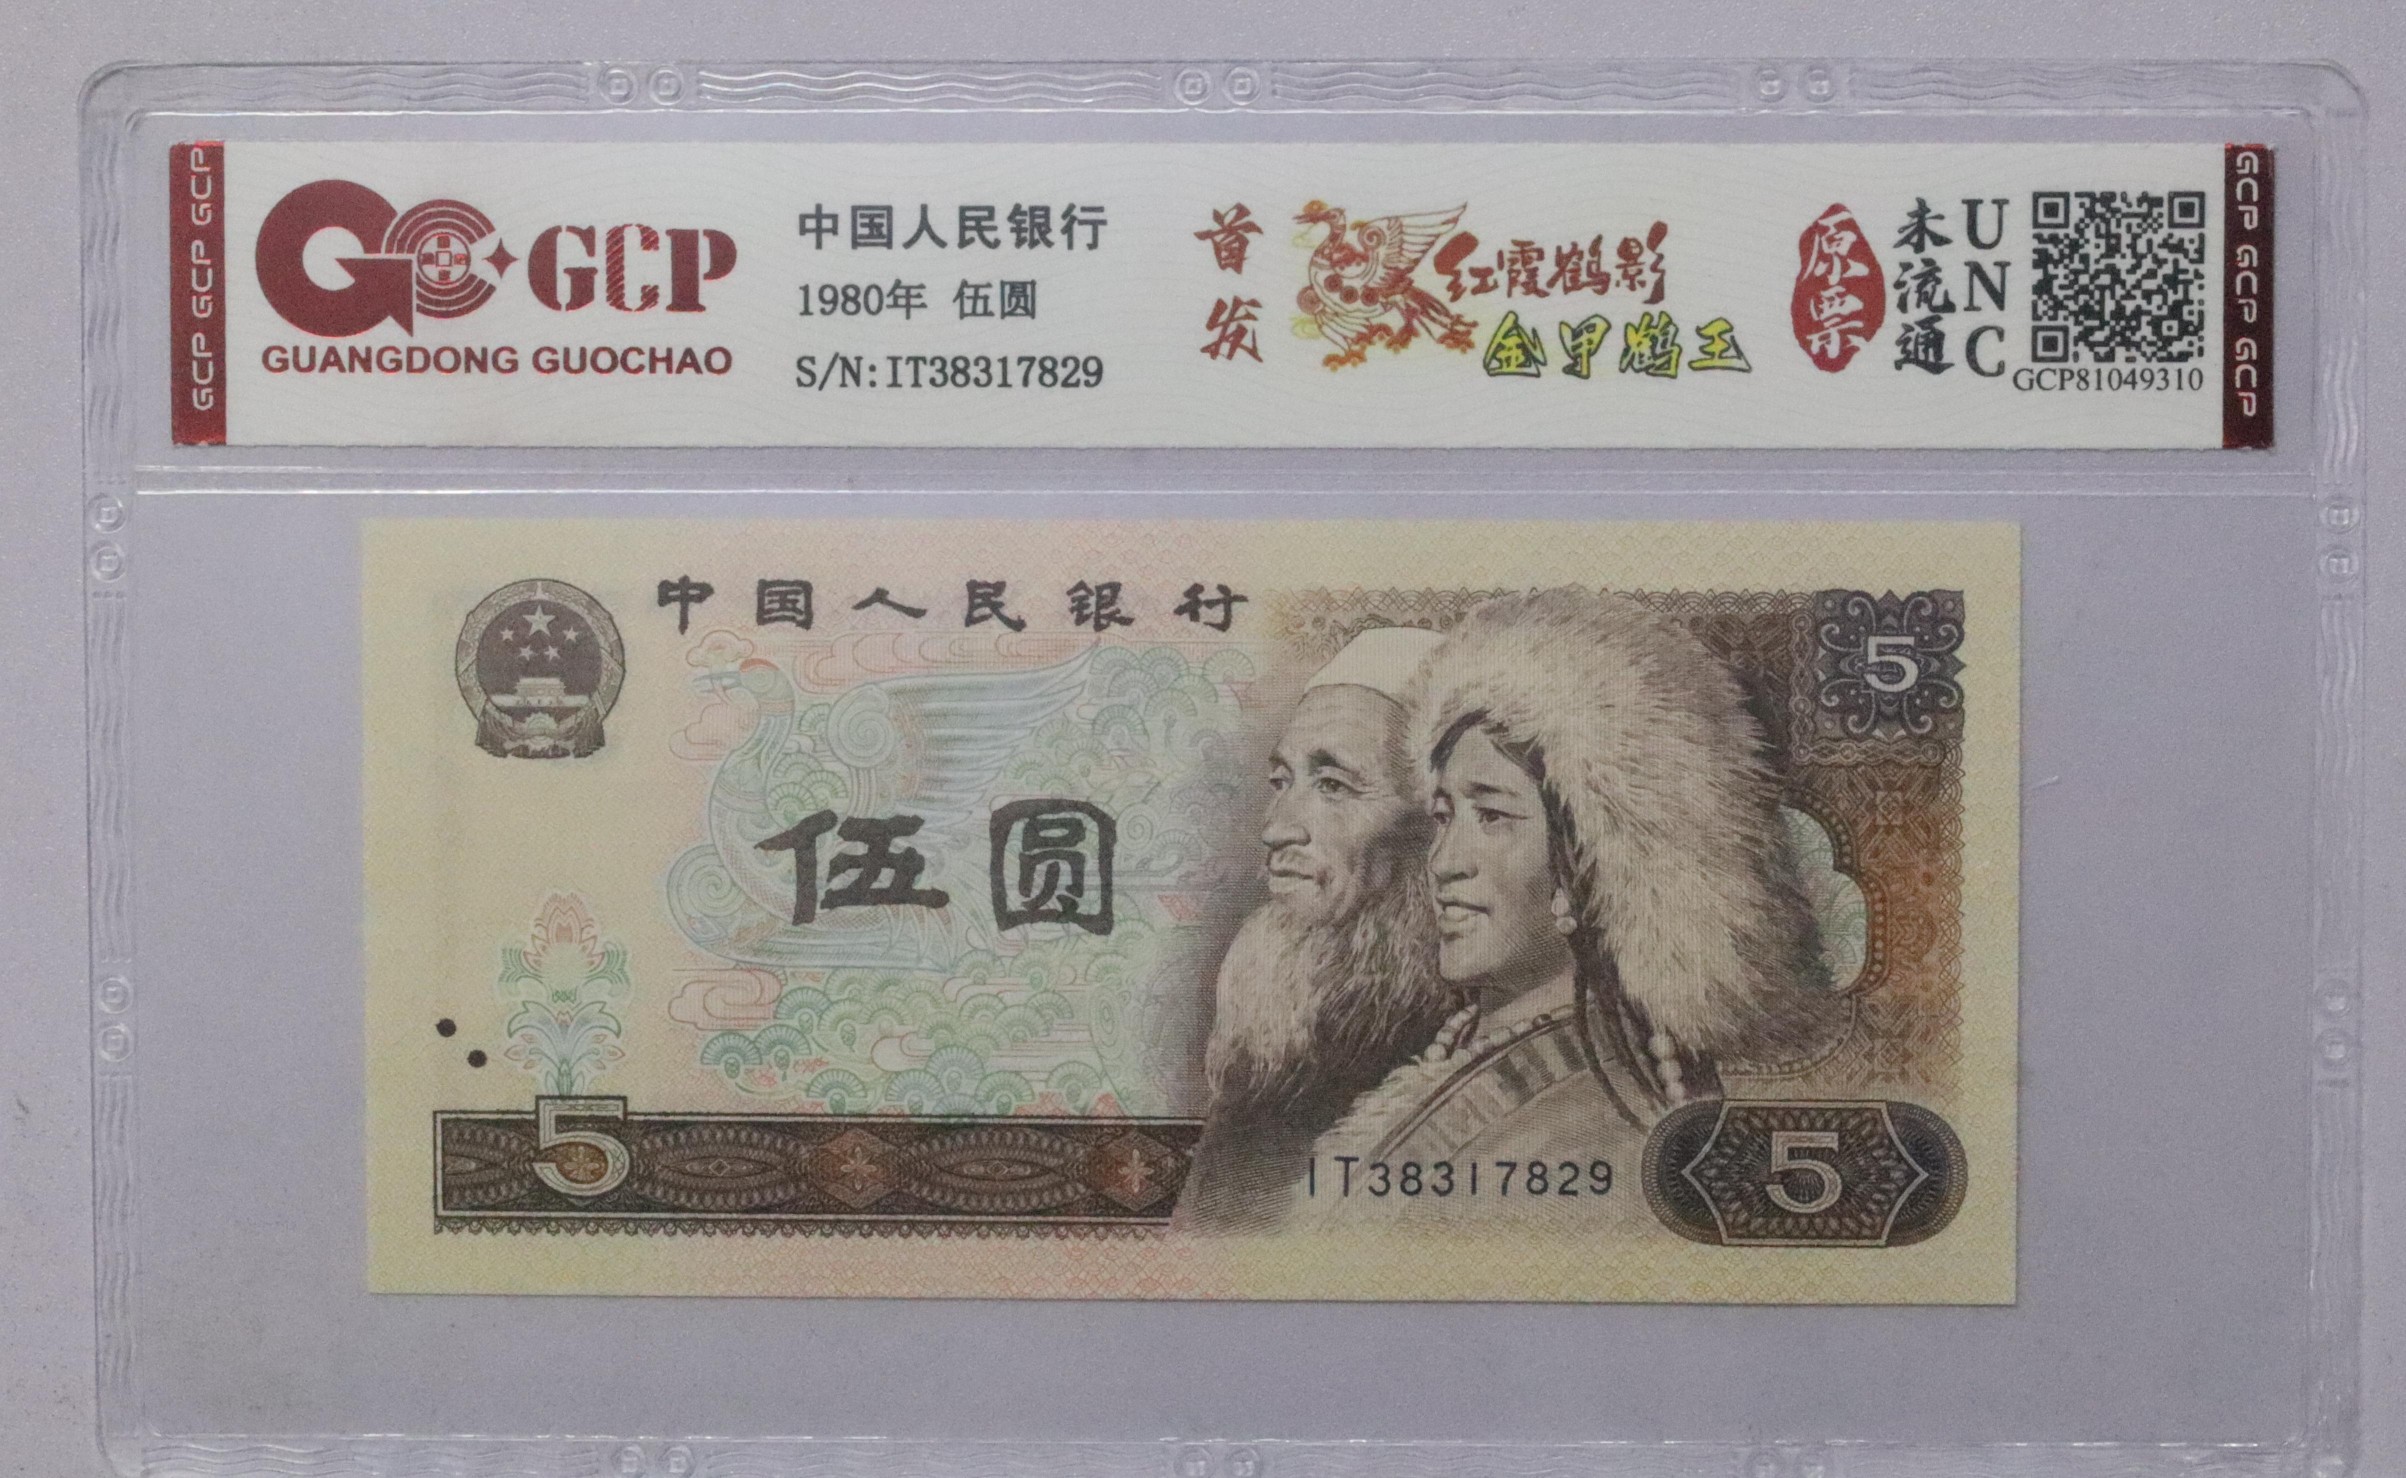 GCP GCP GCP
GCP
GUANGDONG GUOCHAO
中国人民银行
1980年 伍圆
S/N:IT38317829
首发
红霞鹤影
金甲鹤王
原票
未流通
UNC
GCP81049310
GCP GCP GCP
中国人民银行
5
伍圆
5
IT38317829
5